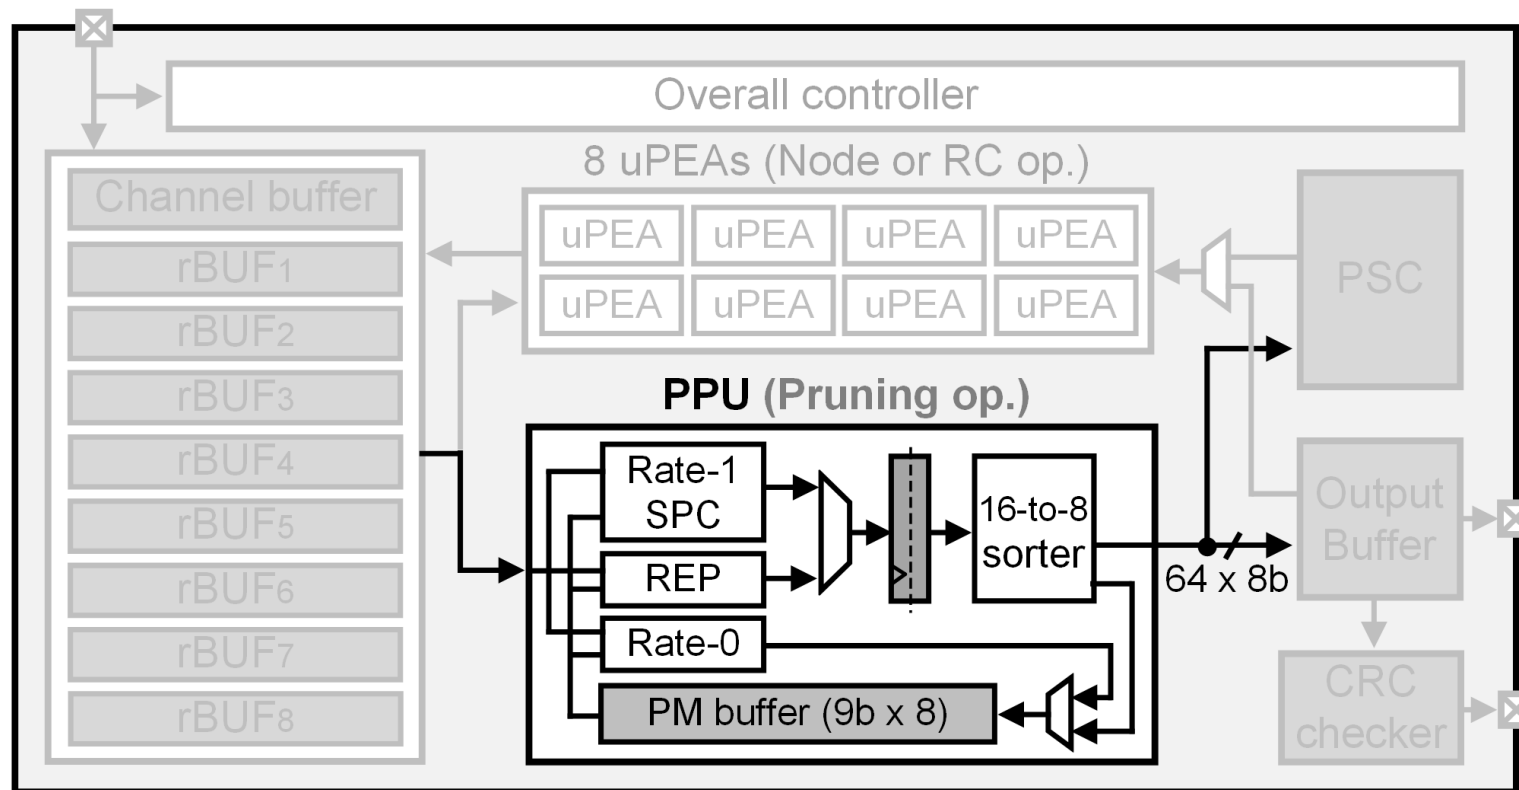 Overall controller
8 uPEAs (Node or RC op.)
Channel buffer
rBUF1
rBUF2
rBUF3
rBUF4
rBUF5
rBUF6
rBUF7
rBUF8
uPEA uPEA uPEA uPEA
uPEA uPEA uPEA uPEA
PSC
PPU (Pruning op.)
Rate-1
SPC
REP
Rate-0
PM buffer (9b x 8)
16-to-8
sorter
64 x 8b
Output
Buffer
CRC
checker